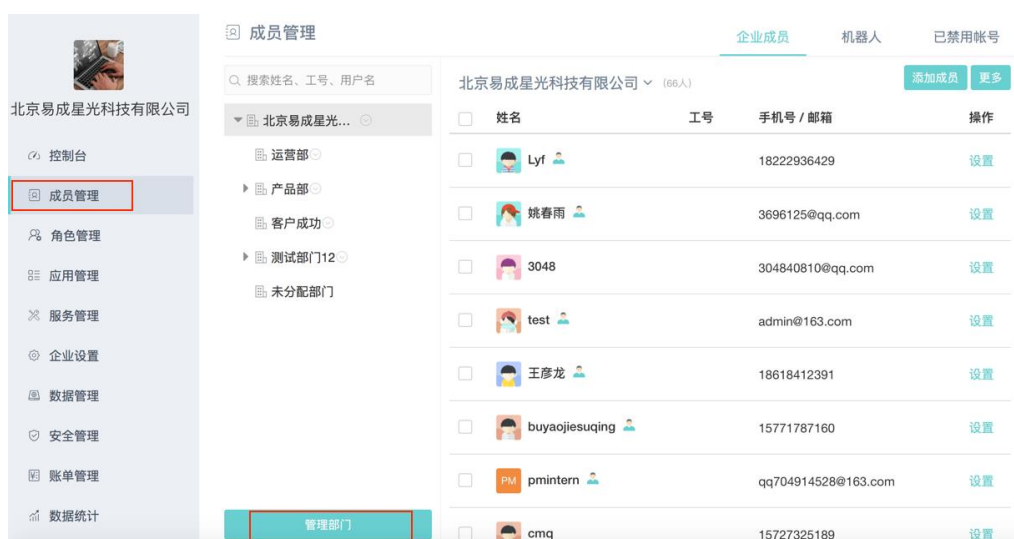 北京易成星光科技有限公司
控制台
成员管理
角色管理
应用管理
服务管理
企业设置
数据管理
安全管理
账单管理
数据统计
成员管理
企业成员 机器人 已禁用帐号
搜索姓名、工号、用户名
北京易成星光...
运营部
产品部
客户成功
测试部门12
未分配部门
管理部门
北京易成星光科技有限公司 (66人) 添加成员 更多
姓名 工号 手机号 / 邮箱 操作
Lyf 18222936429 设置
姚春雨 3696125@qq.com 设置
3048 304840810@qq.com 设置
test admin@163.com 设置
王彦龙 18618412391 设置
buyaojiesuqing 15771787160 设置
PM pmintern qq704914528@163.com 设置
cmq 15727325189 设置